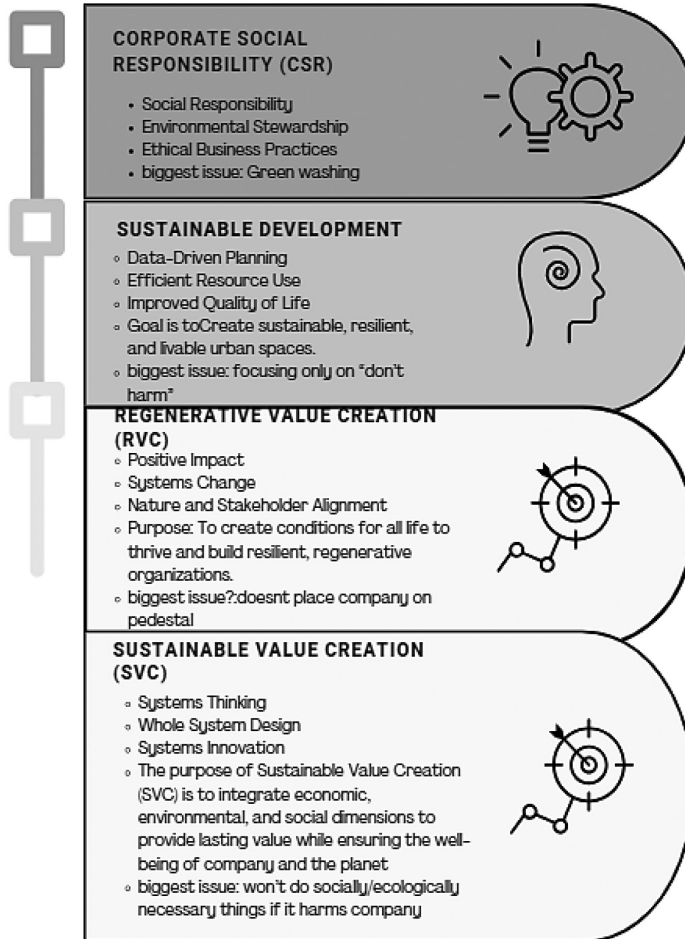 CORPORATE SOCIAL
RESPONSIBILITY (CSR)
• Social Responsibility
• Environmental Stewardship
• Ethical Business Practices
• biggest issue: Green washing
SUSTAINABLE DEVELOPMENT
◦ Data-Driven Planning
◦ Efficient Resource Use
◦ Improved Quality of Life
◦ Goal is toCreate sustainable, resilient,
and livable urban spaces.
◦ biggest issue: focusing only on “don’t
harm”
REGENERATIVE VALUE CREATION
(RVC)
◦ Positive Impact
◦ Systems Change
◦ Nature and Stakeholder Alignment
◦ Purpose: To create conditions for all life to
thrive and build resilient, regenerative
organizations.
◦ biggest issue?:doesnt place company on
pedestal
SUSTAINABLE VALUE CREATION
(SVC)
◦ Systems Thinking
◦ Whole System Design
◦ Systems Innovation
◦ The purpose of Sustainable Value Creation
(SVC) is to integrate economic,
environmental, and social dimensions to
provide lasting value while ensuring the well-
being of company and the planet
◦ biggest issue: won’t do socially/ecologically
necessary things if it harms company